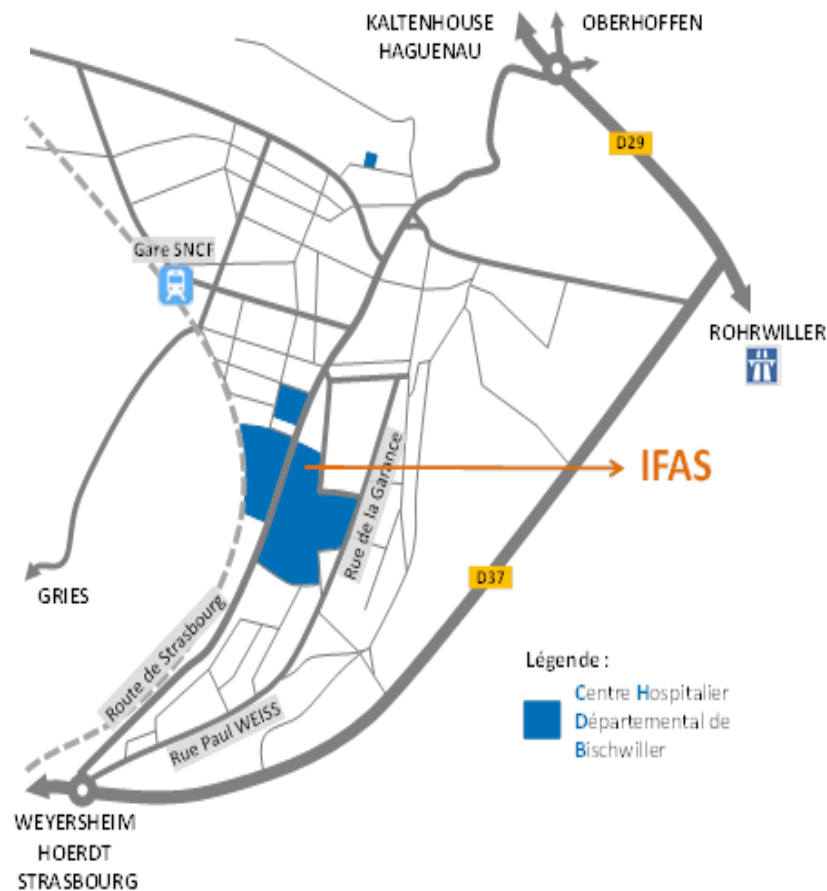 KALTENHOUSE
HAGUENAU
OBERHOFFEN
D29
Gare SNCF
ROHRWILLER
IFAS
Rue de la Garance
D37
GRIES
Route de Strasbourg
Rue Paul WEISS
Légende :
Centre Hospitalier
Départemental de
Bischwiller
WEYERSHEIM
HOERDT
STRASBOURG